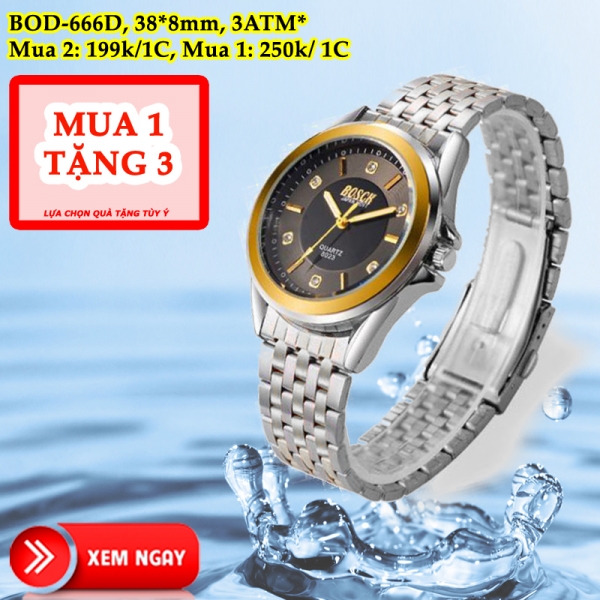 BOD-666D, 38*8mm, 3ATM*
Mua 2: 199k/1C, Mua 1: 250k/ 1C
MUA 1
TẶNG 3
LỰA CHỌN QUÀ TẶNG TÙY Ý
BOSCK
QUARTZ
5023
XEM NGAY